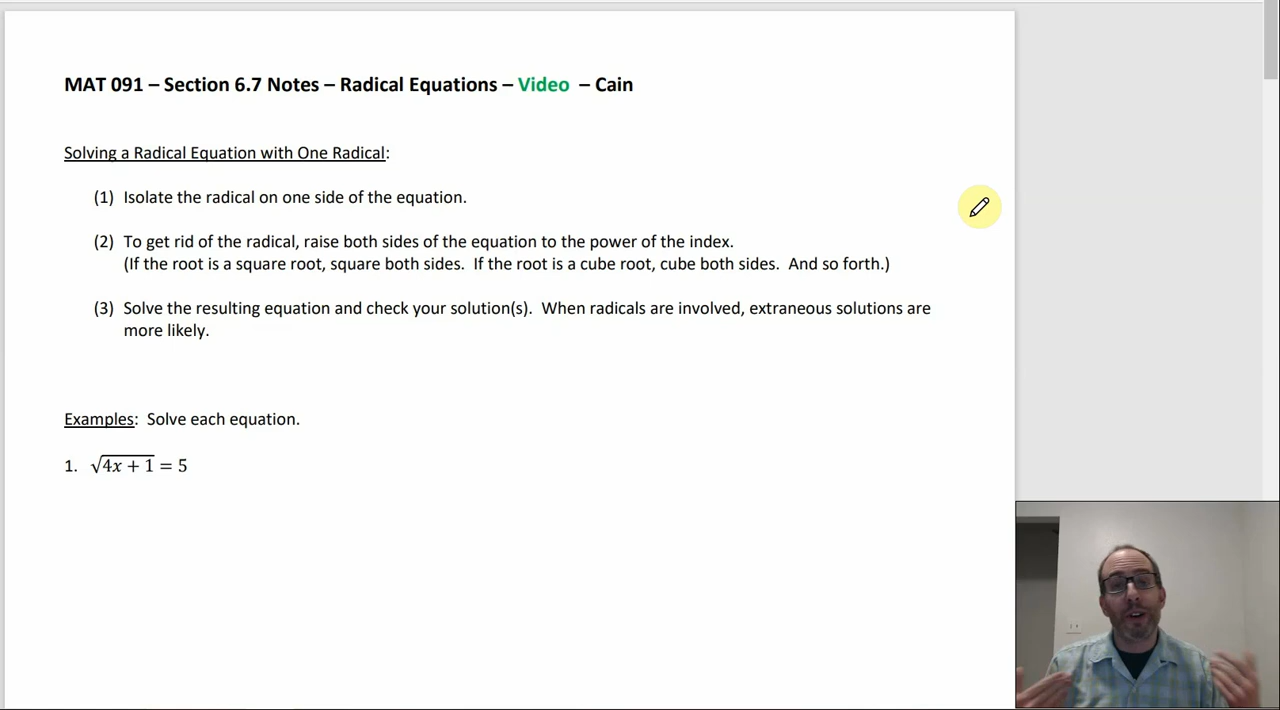 MAT 091 – Section 6.7 Notes – Radical Equations – Video – Cain
Solving a Radical Equation with One Radical:
(1) Isolate the radical on one side of the equation.
(2) To get rid of the radical, raise both sides of the equation to the power of the index.
(If the root is a square root, square both sides. If the root is a cube root, cube both sides. And so forth.)
(3) Solve the resulting equation and check your solution(s). When radicals are involved, extraneous solutions are
more likely.
Examples: Solve each equation.
1. √(4x + 1) = 5